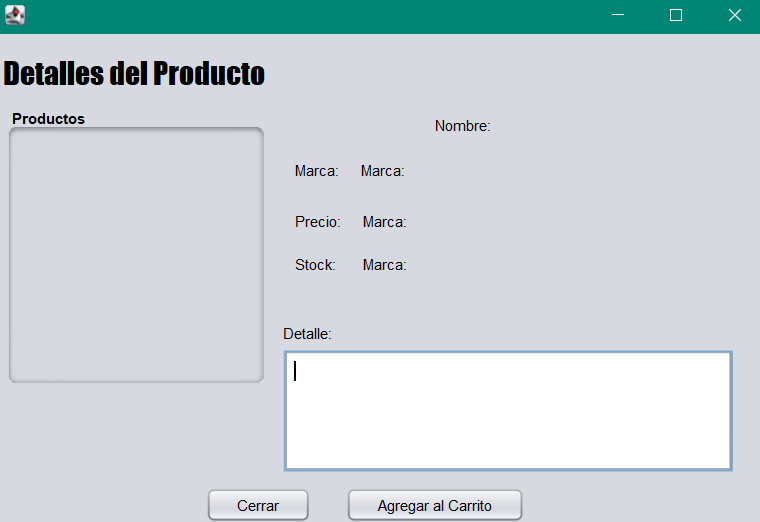 Detalles del Producto
Productos
Nombre:
Marca: Marca:
Precio: Marca:
Stock: Marca:
Detalle:
Cerrar Agregar al Carrito